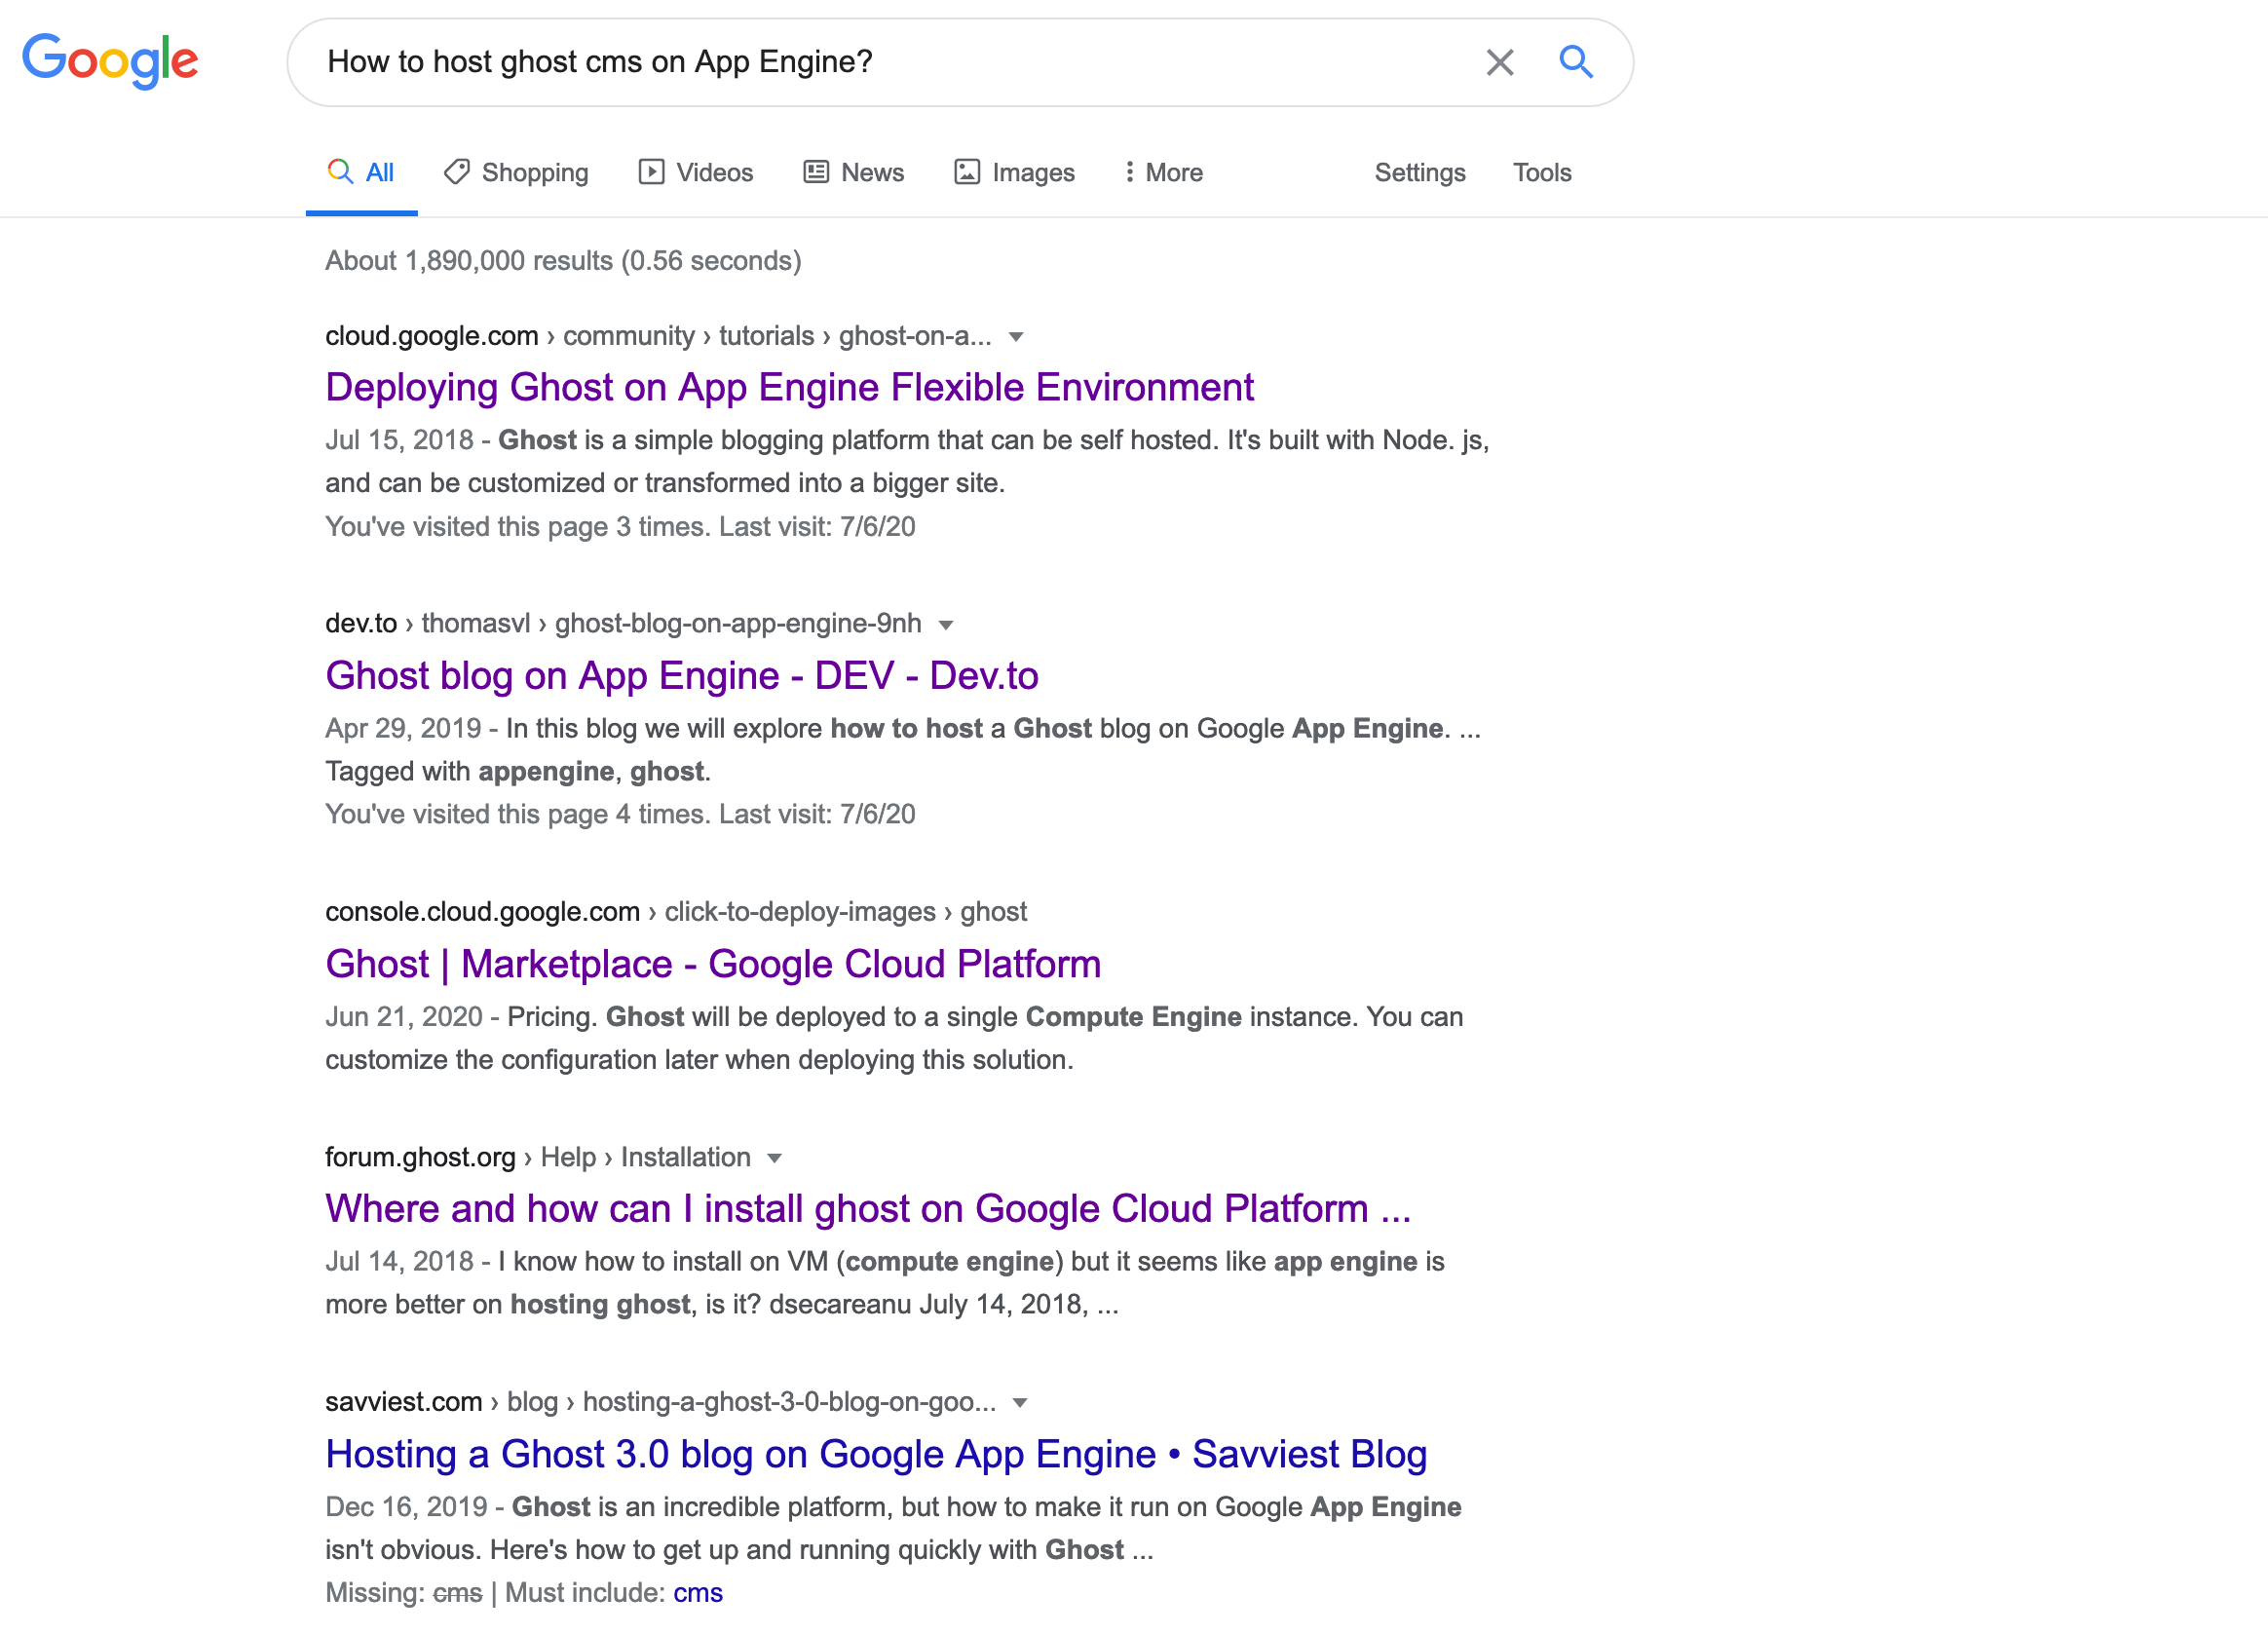 Google
How to host ghost cms on App Engine?
All Shopping Videos News Images More Settings Tools
About 1,890,000 results (0.56 seconds)
cloud.google.com › community › tutorials › ghost-on-a...
Deploying Ghost on App Engine Flexible Environment
Jul 15, 2018 - Ghost is a simple blogging platform that can be self hosted. It's built with Node. js,
and can be customized or transformed into a bigger site.
You've visited this page 3 times. Last visit: 7/6/20
dev.to › thomasvl › ghost-blog-on-app-engine-9nh
Ghost blog on App Engine - DEV - Dev.to
Apr 29, 2019 - In this blog we will explore how to host a Ghost blog on Google App Engine. ...
Tagged with appengine, ghost.
You've visited this page 4 times. Last visit: 7/6/20
console.cloud.google.com › click-to-deploy-images › ghost
Ghost | Marketplace - Google Cloud Platform
Jun 21, 2020 - Pricing. Ghost will be deployed to a single Compute Engine instance. You can
customize the configuration later when deploying this solution.
forum.ghost.org › Help › Installation
Where and how can I install ghost on Google Cloud Platform ...
Jul 14, 2018 - I know how to install on VM (compute engine) but it seems like app engine is
more better on hosting ghost, is it? dsecareanu July 14, 2018, ...
savviest.com › blog › hosting-a-ghost-3-0-blog-on-goo...
Hosting a Ghost 3.0 blog on Google App Engine • Savviest Blog
Dec 16, 2019 - Ghost is an incredible platform, but how to make it run on Google App Engine
isn't obvious. Here's how to get up and running quickly with Ghost ...
Missing: cms | Must include: cms